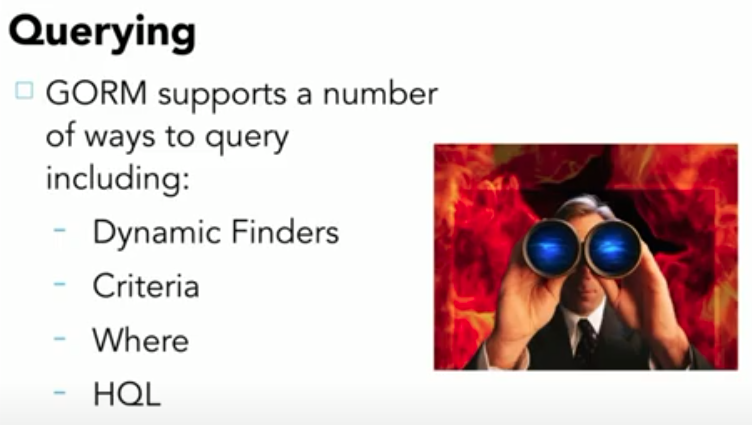 Querying
GORM supports a number
of ways to query
including:
- Dynamic Finders
- Criteria
- Where
- HQL